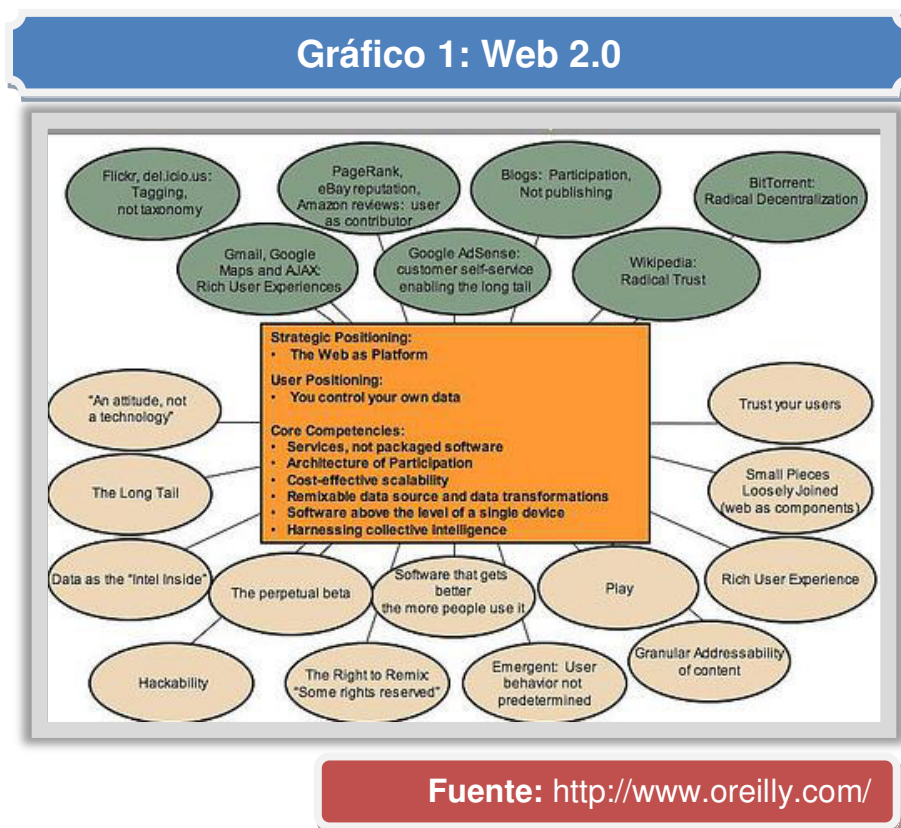 Gráfico 1: Web 2.0
Flickr, del.icio.us:
Tagging,
not taxonomy
PageRank,
eBay reputation,
Amazon reviews: user
as contributor
Blogs: Participation,
Not publishing
BitTorrent:
Radical Decentralization
Gmail, Google
Maps and AJAX:
Rich User Experiences
Google AdSense:
customer self-service
enabling the long tail
Wikipedia:
Radical Trust
Strategic Positioning:
• The Web as Platform
User Positioning:
• You control your own data
Core Competencies:
• Services, not packaged software
• Architecture of Participation
• Cost-effective scalability
• Remixable data source and data transformations
• Software above the level of a single device
• Harnessing collective intelligence
"An attitude, not
a technology"
Trust your users
The Long Tail
Small Pieces
Loosely Joined
(web as components)
Data as the "Intel Inside"
The perpetual beta
Software that gets
better
the more people use it
Play
Rich User Experience
Hackability
The Right to Remix:
"Some rights reserved"
Emergent: User
behavior not
predetermined
Granular Addressability
of content
Fuente: http://www.oreilly.com/